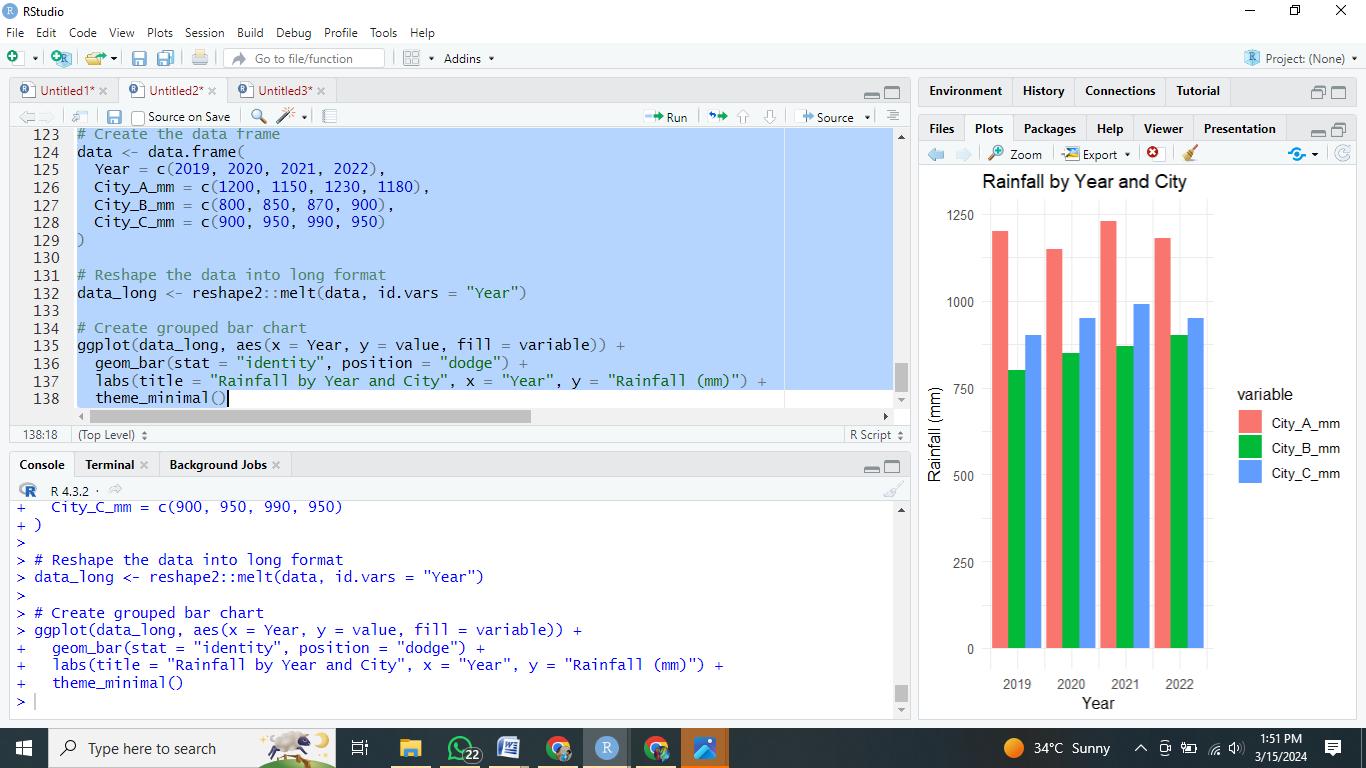 RStudio
File Edit Code View Plots Session Build Debug Profile Tools Help
Go to file/function Addins Project: (None)
Untitled1* Untitled2* Untitled3*
Source on Save Run Source
123 # Create the data frame
124 data <- data.frame(
125   Year = c(2019, 2020, 2021, 2022),
126   City_A_mm = c(1200, 1150, 1230, 1180),
127   City_B_mm = c(800, 850, 870, 900),
128   City_C_mm = c(900, 950, 990, 950)
129 )
130
131 # Reshape the data into long format
132 data_long <- reshape2::melt(data, id.vars = "Year")
133
134 # Create grouped bar chart
135 ggplot(data_long, aes(x = Year, y = value, fill = variable)) +
136   geom_bar(stat = "identity", position = "dodge") +
137   labs(title = "Rainfall by Year and City", x = "Year", y = "Rainfall (mm)") +
138   theme_minimal()
138:18 (Top Level) R Script
Console Terminal Background Jobs
R 4.3.2 ·
+   City_C_mm = c(900, 950, 990, 950)
+ )
>
> # Reshape the data into long format
> data_long <- reshape2::melt(data, id.vars = "Year")
>
> # Create grouped bar chart
> ggplot(data_long, aes(x = Year, y = value, fill = variable)) +
+   geom_bar(stat = "identity", position = "dodge") +
+   labs(title = "Rainfall by Year and City", x = "Year", y = "Rainfall (mm)") +
+   theme_minimal()
>
Environment History Connections Tutorial
Files Plots Packages Help Viewer Presentation
Zoom Export
Rainfall by Year and City
1250
1000
750
500
250
0
Rainfall (mm)
2019 2020 2021 2022
Year
variable
City_A_mm
City_B_mm
City_C_mm
Type here to search
22
34°C Sunny
1:51 PM
3/15/2024